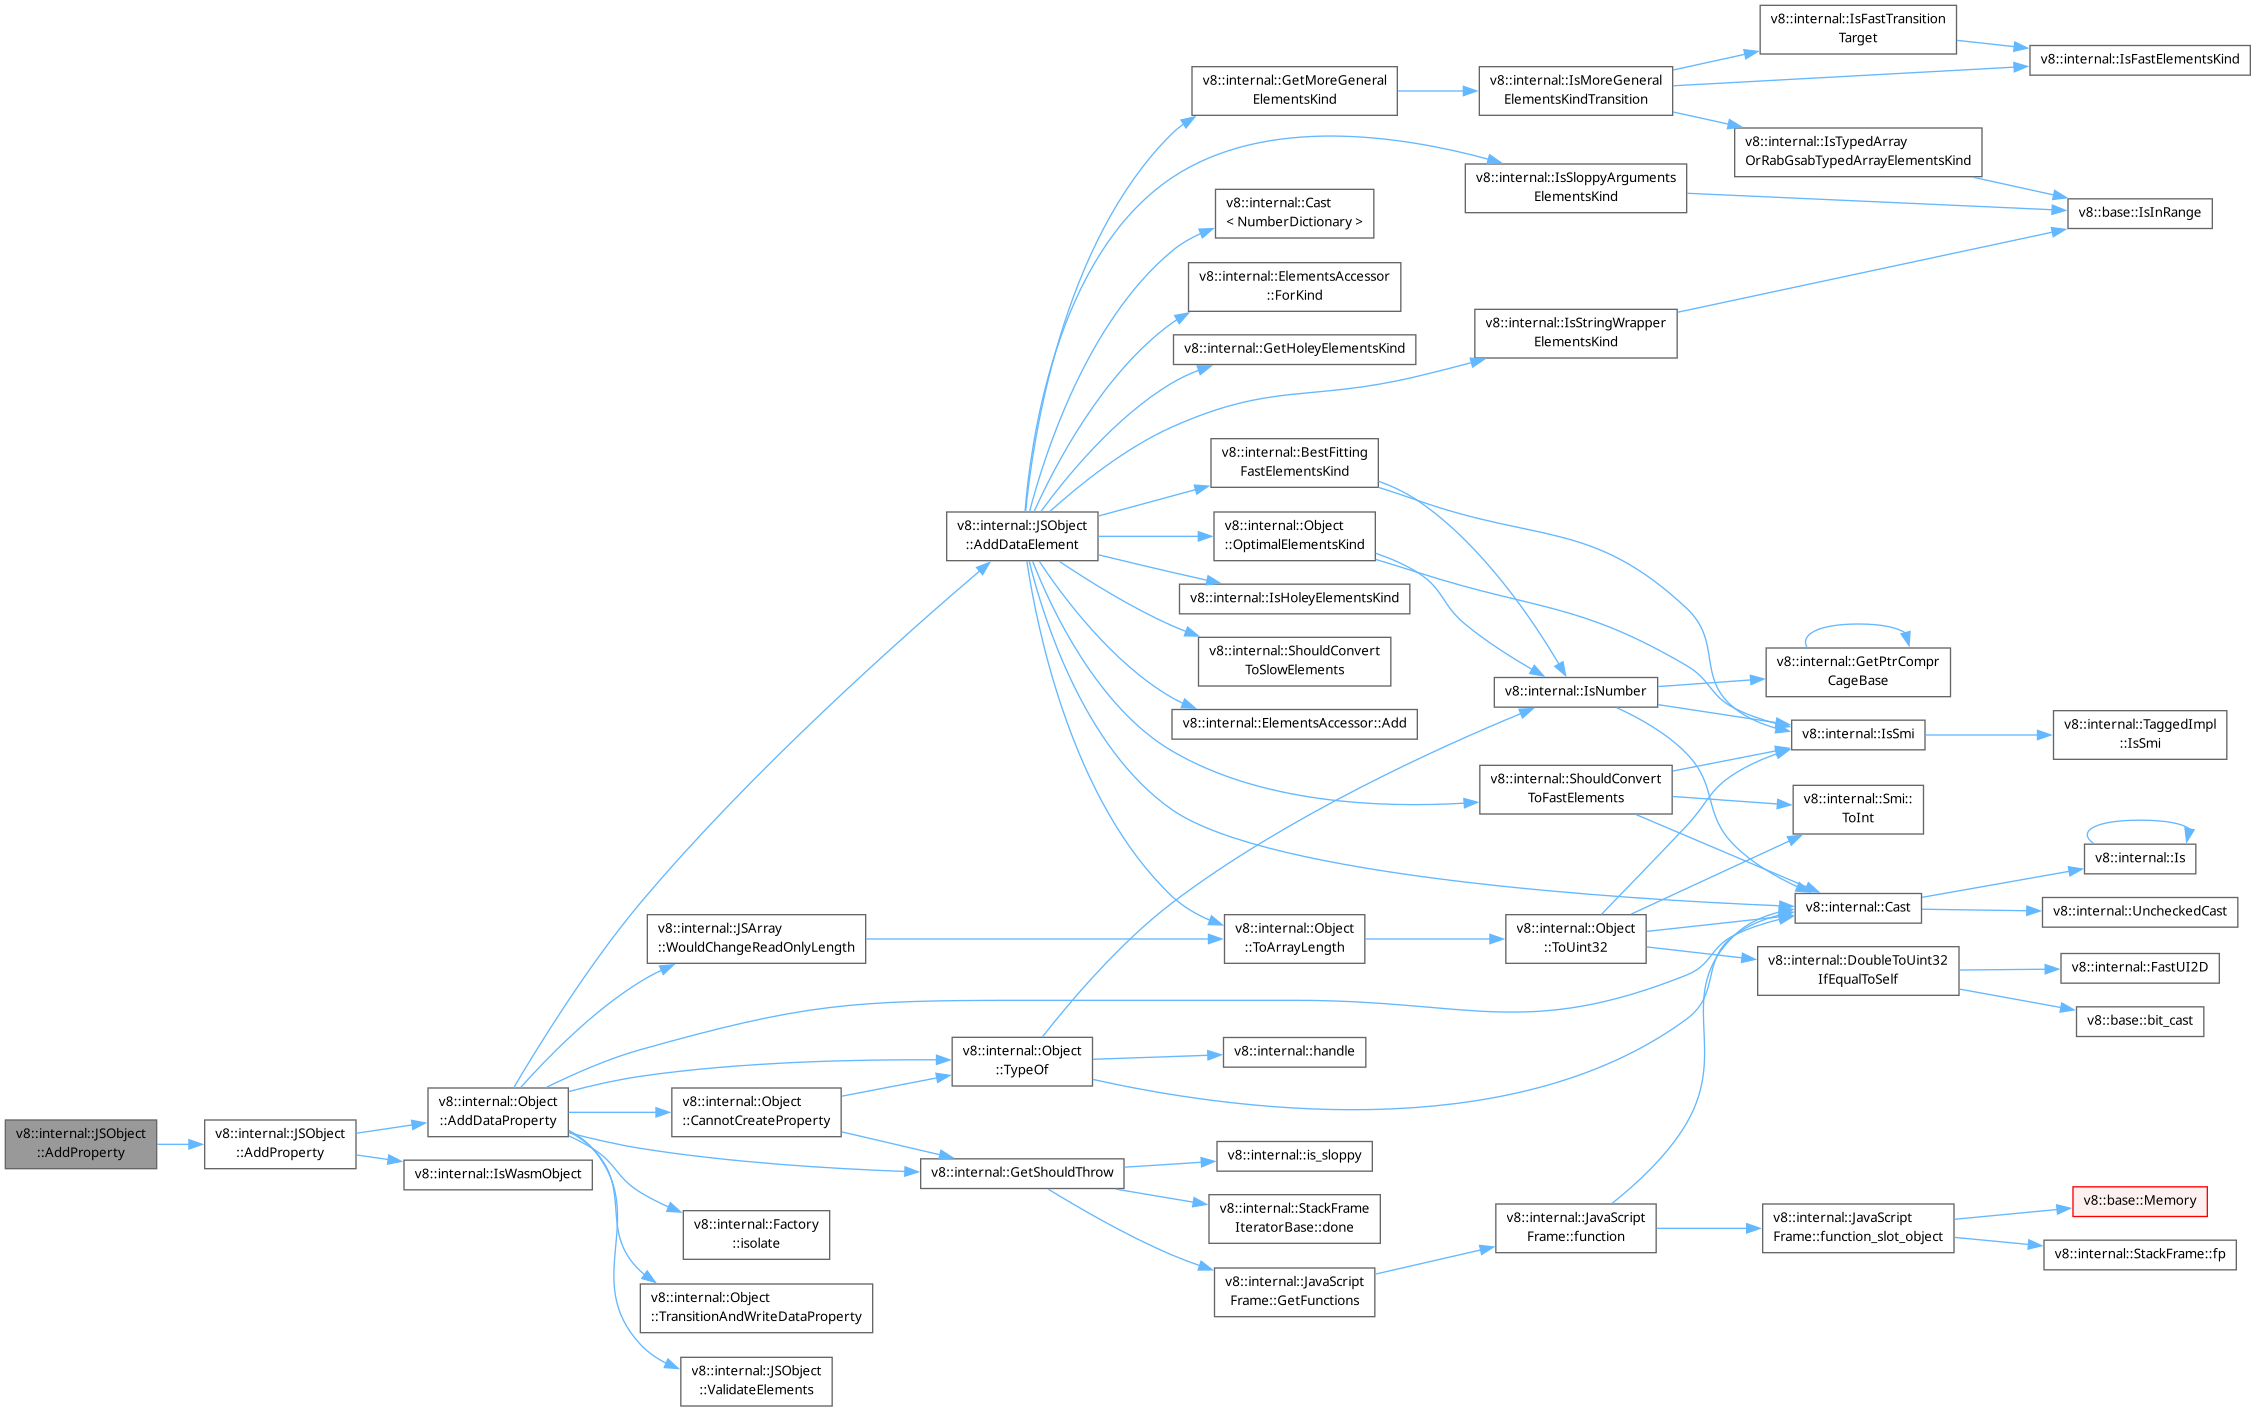 v8::internal::JSObject
::AddProperty
v8::internal::JSObject
::AddProperty
v8::internal::Object
::AddDataProperty
v8::internal::IsWasmObject
v8::internal::JSArray
::WouldChangeReadOnlyLength
v8::internal::Object
::CannotCreateProperty
v8::internal::Factory
::isolate
v8::internal::Object
::TransitionAndWriteDataProperty
v8::internal::JSObject
::ValidateElements
v8::internal::JSObject
::AddDataElement
v8::internal::Object
::TypeOf
v8::internal::GetShouldThrow
v8::internal::GetMoreGeneral
ElementsKind
v8::internal::Cast
< NumberDictionary >
v8::internal::ElementsAccessor
::ForKind
v8::internal::GetHoleyElementsKind
v8::internal::BestFitting
FastElementsKind
v8::internal::Object
::OptimalElementsKind
v8::internal::IsHoleyElementsKind
v8::internal::ShouldConvert
ToSlowElements
v8::internal::ElementsAccessor::Add
v8::internal::Object
::ToArrayLength
v8::internal::handle
v8::internal::is_sloppy
v8::internal::StackFrame
IteratorBase::done
v8::internal::JavaScript
Frame::GetFunctions
v8::internal::IsMoreGeneral
ElementsKindTransition
v8::internal::IsSloppyArguments
ElementsKind
v8::internal::IsStringWrapper
ElementsKind
v8::internal::IsNumber
v8::internal::ShouldConvert
ToFastElements
v8::internal::Object
::ToUint32
v8::internal::JavaScript
Frame::function
v8::internal::IsFastTransition
Target
v8::internal::IsTypedArray
OrRabGsabTypedArrayElementsKind
v8::internal::GetPtrCompr
CageBase
v8::internal::IsSmi
v8::internal::Smi::
ToInt
v8::internal::Cast
v8::internal::DoubleToUint32
IfEqualToSelf
v8::internal::JavaScript
Frame::function_slot_object
v8::internal::IsFastElementsKind
v8::base::IsInRange
v8::internal::TaggedImpl
::IsSmi
v8::internal::Is
v8::internal::UncheckedCast
v8::internal::FastUI2D
v8::base::bit_cast
v8::base::Memory
v8::internal::StackFrame::fp